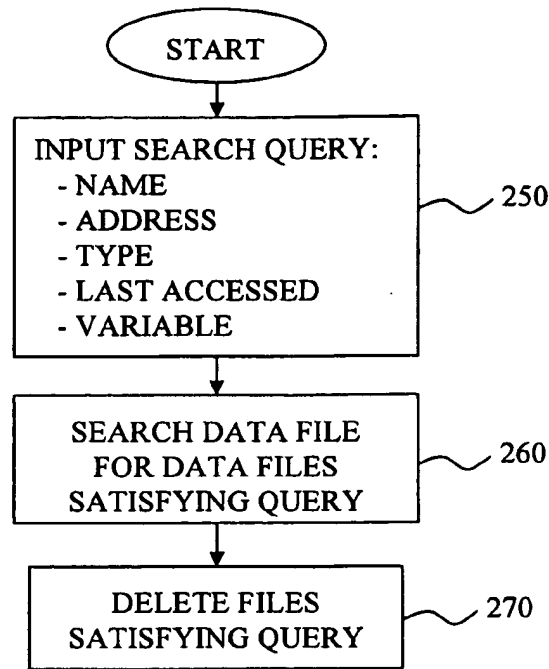 START
INPUT SEARCH QUERY:
- NAME
- ADDRESS
- TYPE
- LAST ACCESSED
- VARIABLE
250
SEARCH DATA FILE
FOR DATA FILES
SATISFYING QUERY
260
DELETE FILES
SATISFYING QUERY
270